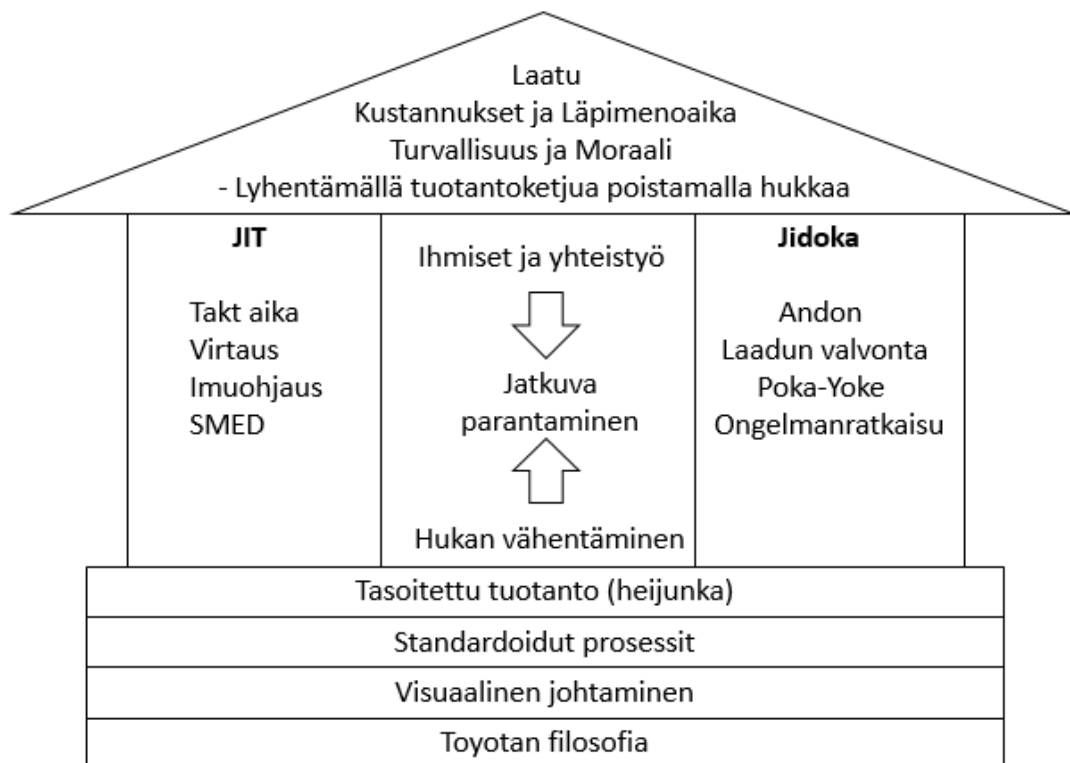 Laatu
Kustannukset ja Läpimenoaika
Turvallisuus ja Moraali
- Lyhentämällä tuotantoketjua poistamalla hukkaa
JIT
Takt aika
Virtaus
Imuohjaus
SMED
Ihmiset ja yhteistyö
Jatkuva
parantaminen
Hukan vähentäminen
Jidoka
Andon
Laadun valvonta
Poka-Yoke
Ongelmanratkaisu
Tasoitettu tuotanto (heijunka)
Standardoidut prosessit
Visuaalinen johtaminen
Toyotan filosofia